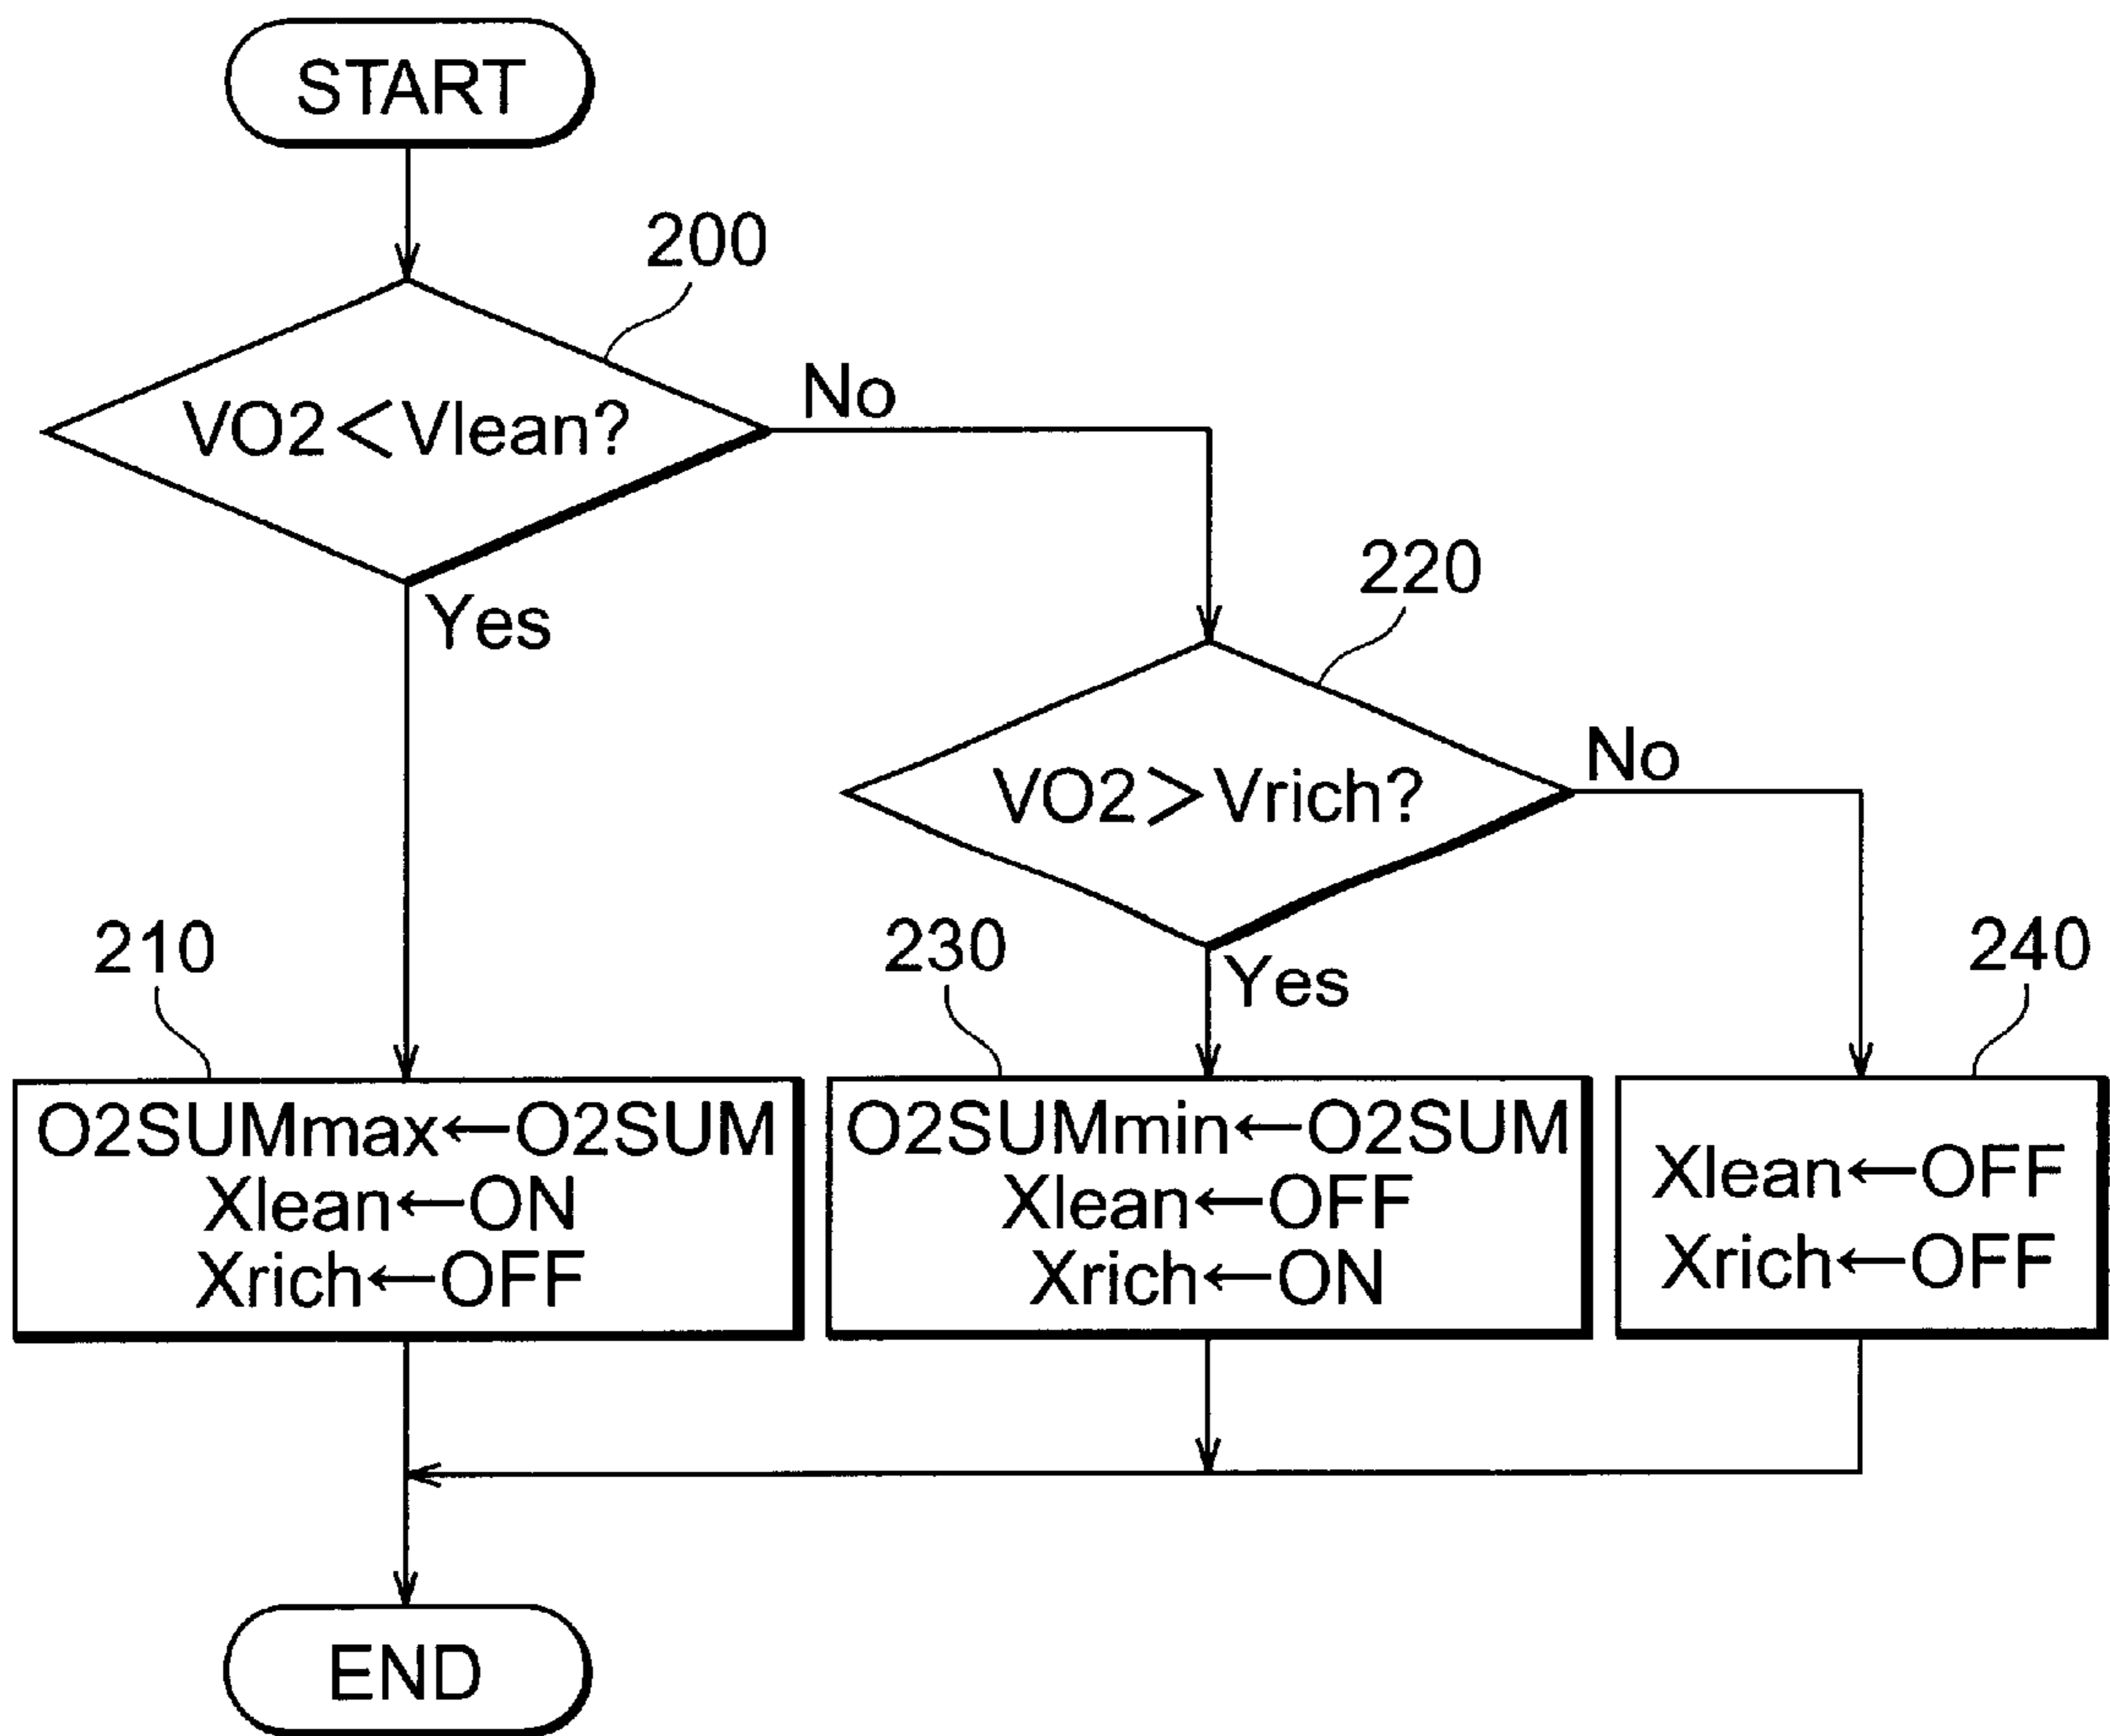 START
200
VO2<Vlean?
No
Yes
220
VO2>Vrich?
No
Yes
210
230
240
O2SUMmax←O2SUM
Xlean←ON
Xrich←OFF
O2SUMmin←O2SUM
Xlean←OFF
Xrich←ON
Xlean←OFF
Xrich←OFF
END